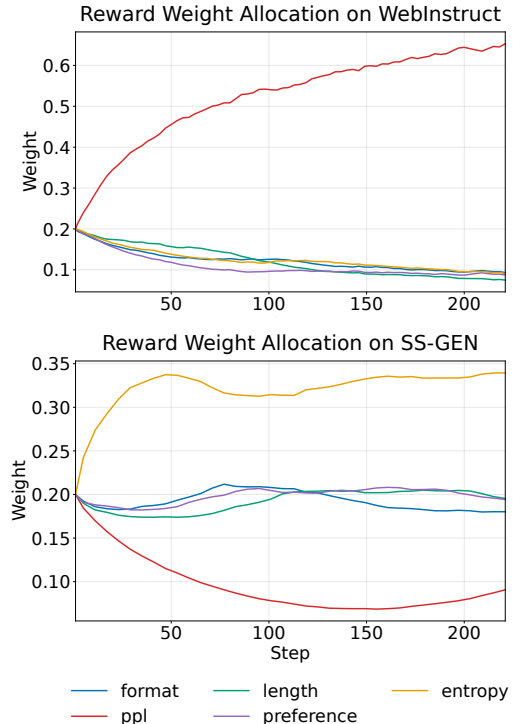 Reward Weight Allocation on WebInstruct
0.6
0.5
0.4
0.3
0.2
0.1
Weight
50
100
150
200
Reward Weight Allocation on SS-GEN
0.35
0.30
0.25
0.20
0.15
0.10
Weight
50
100
150
200
Step
format
length
entropy
ppl
preference